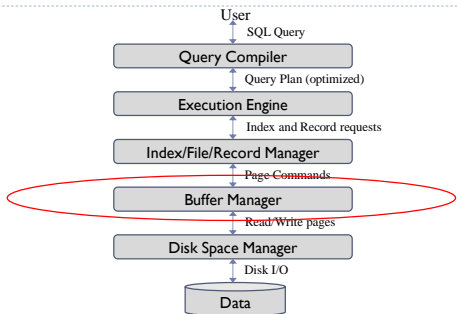 User
SQL Query
Query Compiler
Query Plan (optimized)
Execution Engine
Index and Record requests
Index/File/Record Manager
Page Commands
Buffer Manager
Read/Write pages
Disk Space Manager
Disk I/O
Data